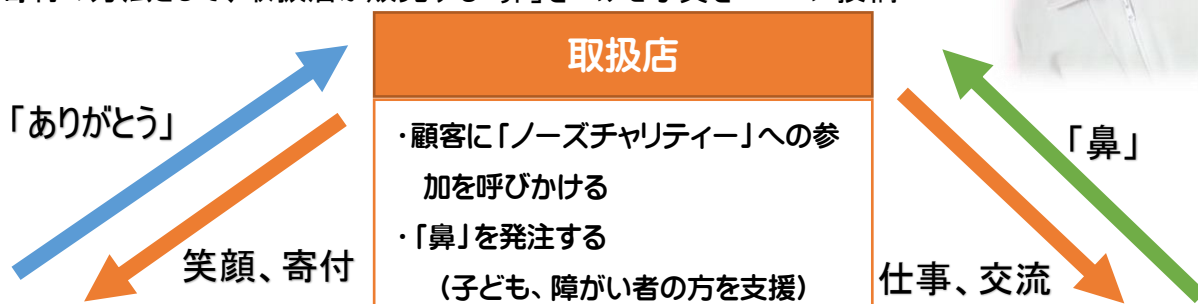 取扱店
「ありがとう」
・顧客に「ノーズチャリティー」への参
加を呼びかける
・「鼻」を発注する
（子ども、障がい者の方を支援）
「鼻」
笑顔、寄付
仕事、交流